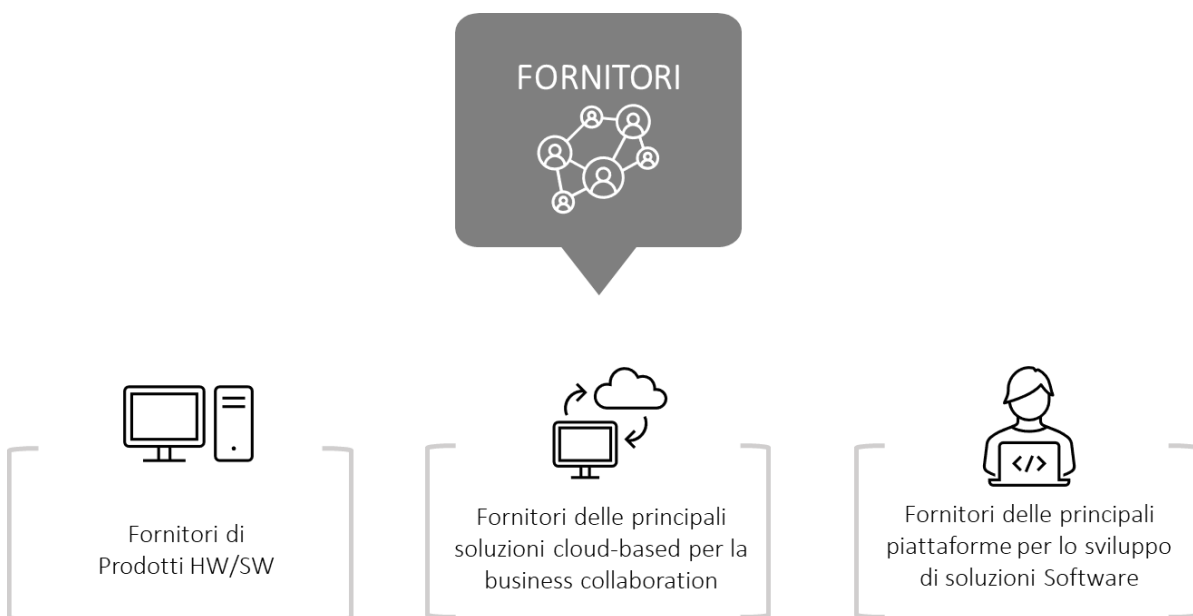 FORNITORI
Fornitori di
Prodotti HW/SW
Fornitori delle principali
soluzioni cloud-based per la
business collaboration
</>
Fornitori delle principali
piattaforme per lo sviluppo
di soluzioni Software